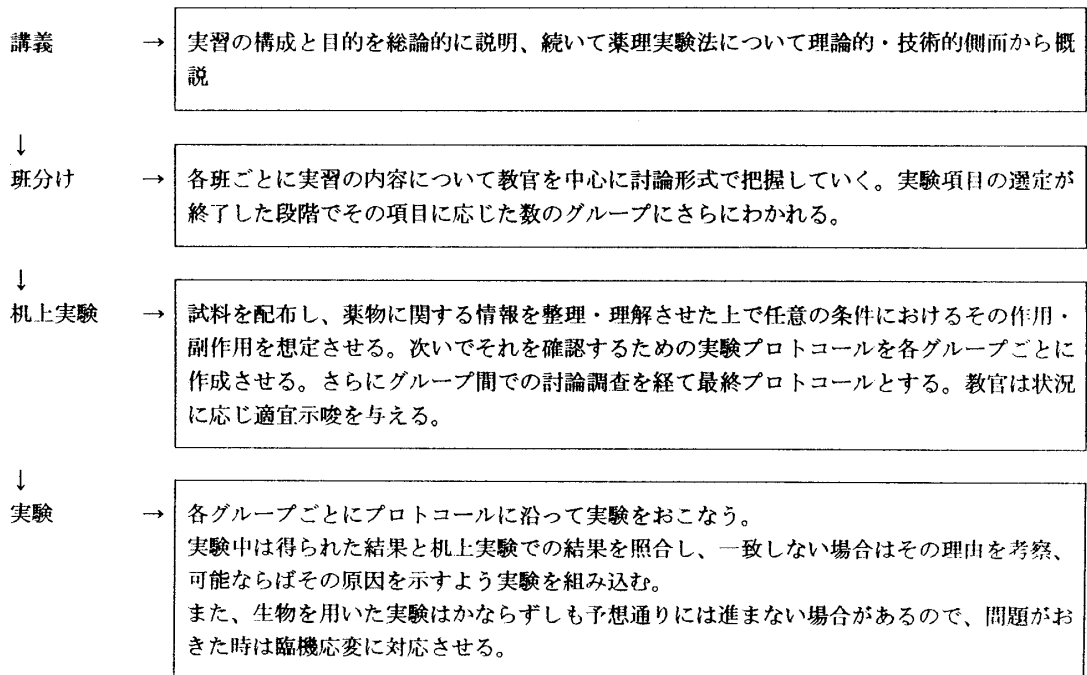 講義 → 実習の構成と目的を総論的に説明、続いて薬理実験法について理論的・技術的側面から概
説
↓
班分け → 各班ごとに実習の内容について教官を中心に討論形式で把握していく。実験項目の選定が
終了した段階でその項目に応じた数のグループにさらにわかれる。
↓
机上実験 → 試料を配布し、薬物に関する情報を整理・理解させた上で任意の条件におけるその作用・
副作用を想定させる。次いでそれを確認するための実験プロトコールを各グループごとに
作成させる。さらにグループ間での討論調査を経て最終プロトコールとする。教官は状況
に応じ適宜示唆を与える。
↓
実験 → 各グループごとにプロトコールに沿って実験をおこなう。
実験中は得られた結果と机上実験での結果を照合し、一致しない場合はその理由を考察、
可能ならばその原因を示すよう実験を組み込む。
また、生物を用いた実験はかならずしも予想通りには進まない場合があるので、問題がお
きた時は臨機応変に対応させる。